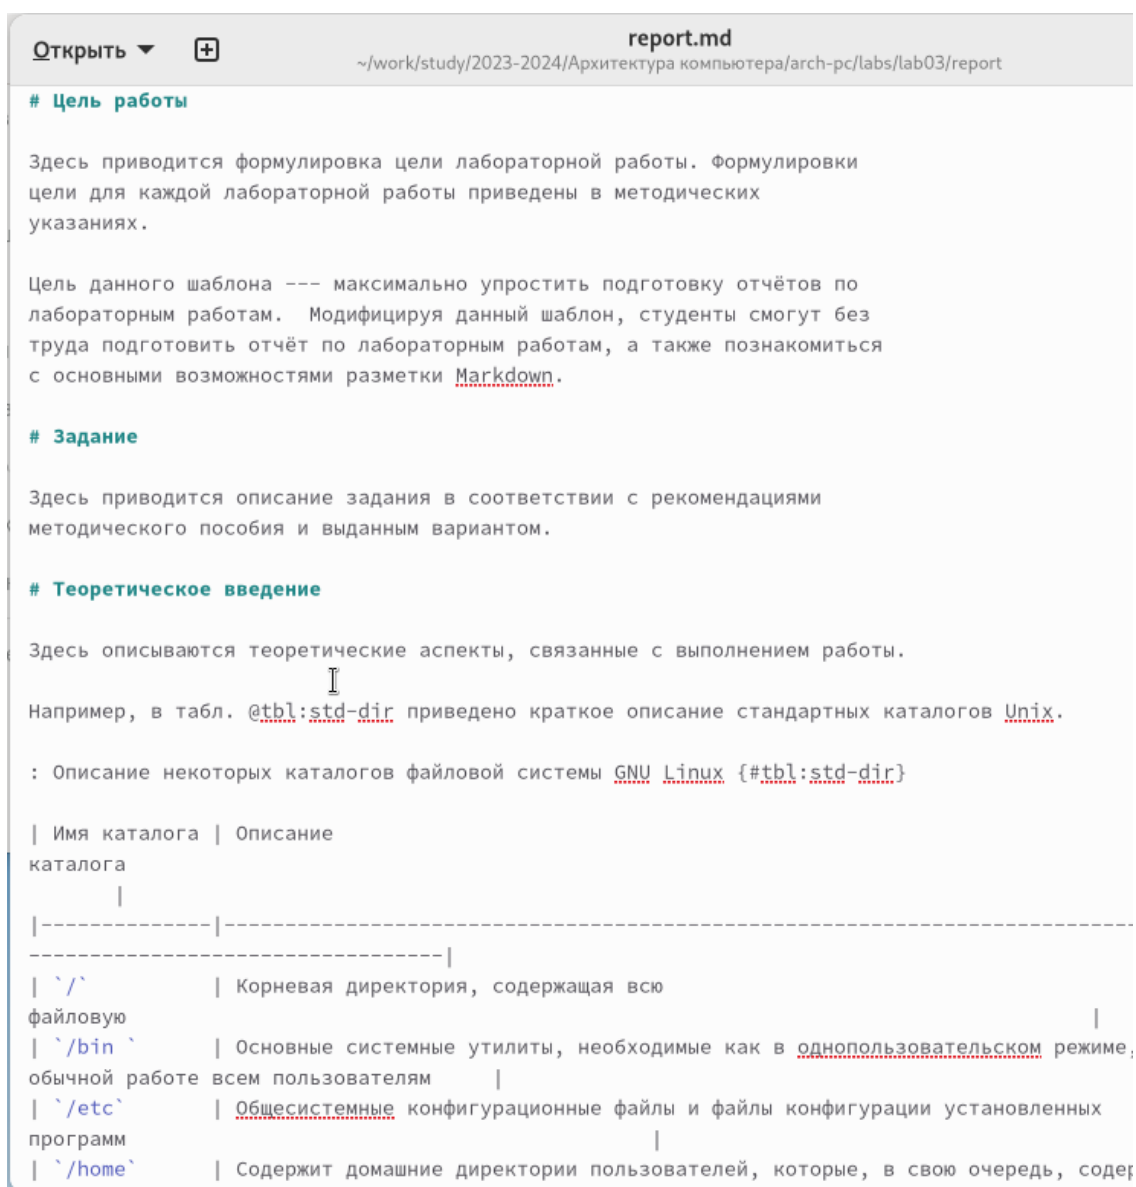 Открыть
report.md
~/work/study/2023-2024/Архитектура компьютера/arch-pc/labs/lab03/report
# Цель работы
Здесь приводится формулировка цели лабораторной работы. Формулировки
цели для каждой лабораторной работы приведены в методических
указаниях.
Цель данного шаблона --- максимально упростить подготовку отчётов по
лабораторным работам.  Модифицируя данный шаблон, студенты смогут без
труда подготовить отчёт по лабораторным работам, а также познакомиться
с основными возможностями разметки Markdown.
# Задание
Здесь приводится описание задания в соответствии с рекомендациями
методического пособия и выданным вариантом.
# Теоретическое введение
Здесь описываются теоретические аспекты, связанные с выполнением работы.
Например, в табл. @tbl:std-dir приведено краткое описание стандартных каталогов Unix.
: Описание некоторых каталогов файловой системы GNU Linux {#tbl:std-dir}
| Имя каталога | Описание
каталога
|
|--------------|---------------------------------------------------------------------------
----------------------------------|
| `/`          | Корневая директория, содержащая всю
файловую                                                                               |
| `/bin `      | Основные системные утилиты, необходимые как в однопользовательском режиме,
обычной работе всем пользователям     |
| `/etc`       | Общесистемные конфигурационные файлы и файлы конфигурации установленных
программ                                           |
| `/home`      | Содержит домашние директории пользователей, которые, в свою очередь,